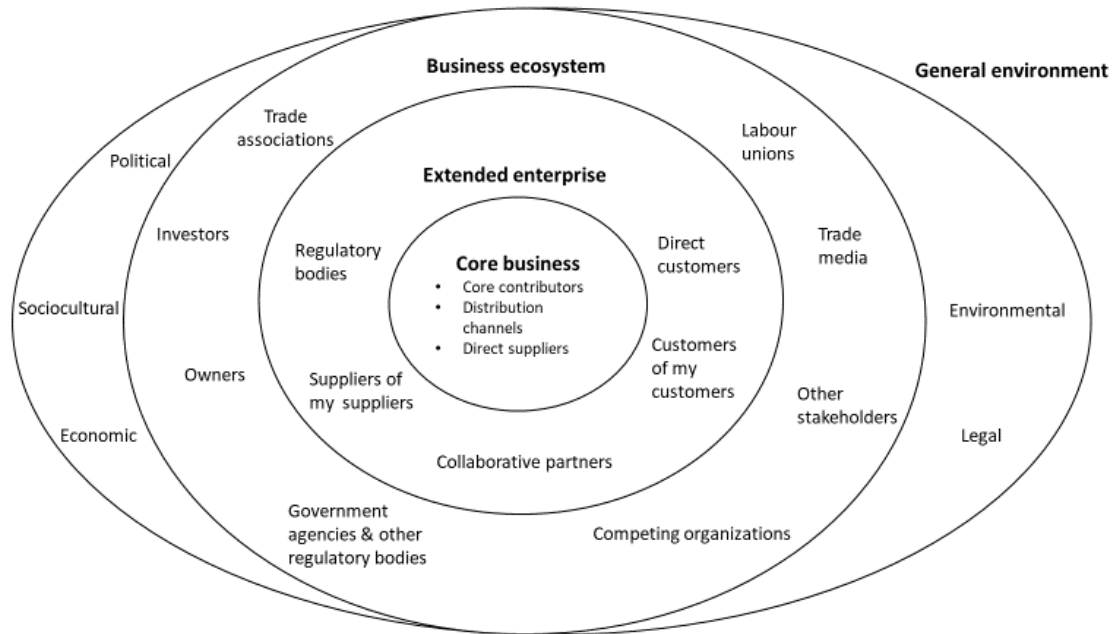 Business ecosystem
General environment
Trade
associations
Labour
unions
Political
Extended enterprise
Investors
Regulatory
bodies
Direct
customers
Trade
media
Core business
• Core contributors
• Distribution
channels
• Direct suppliers
Sociocultural
Environmental
Owners
Suppliers of
my suppliers
Customers
of my
customers
Other
stakeholders
Economic
Legal
Collaborative partners
Government
agencies & other
regulatory bodies
Competing organizations